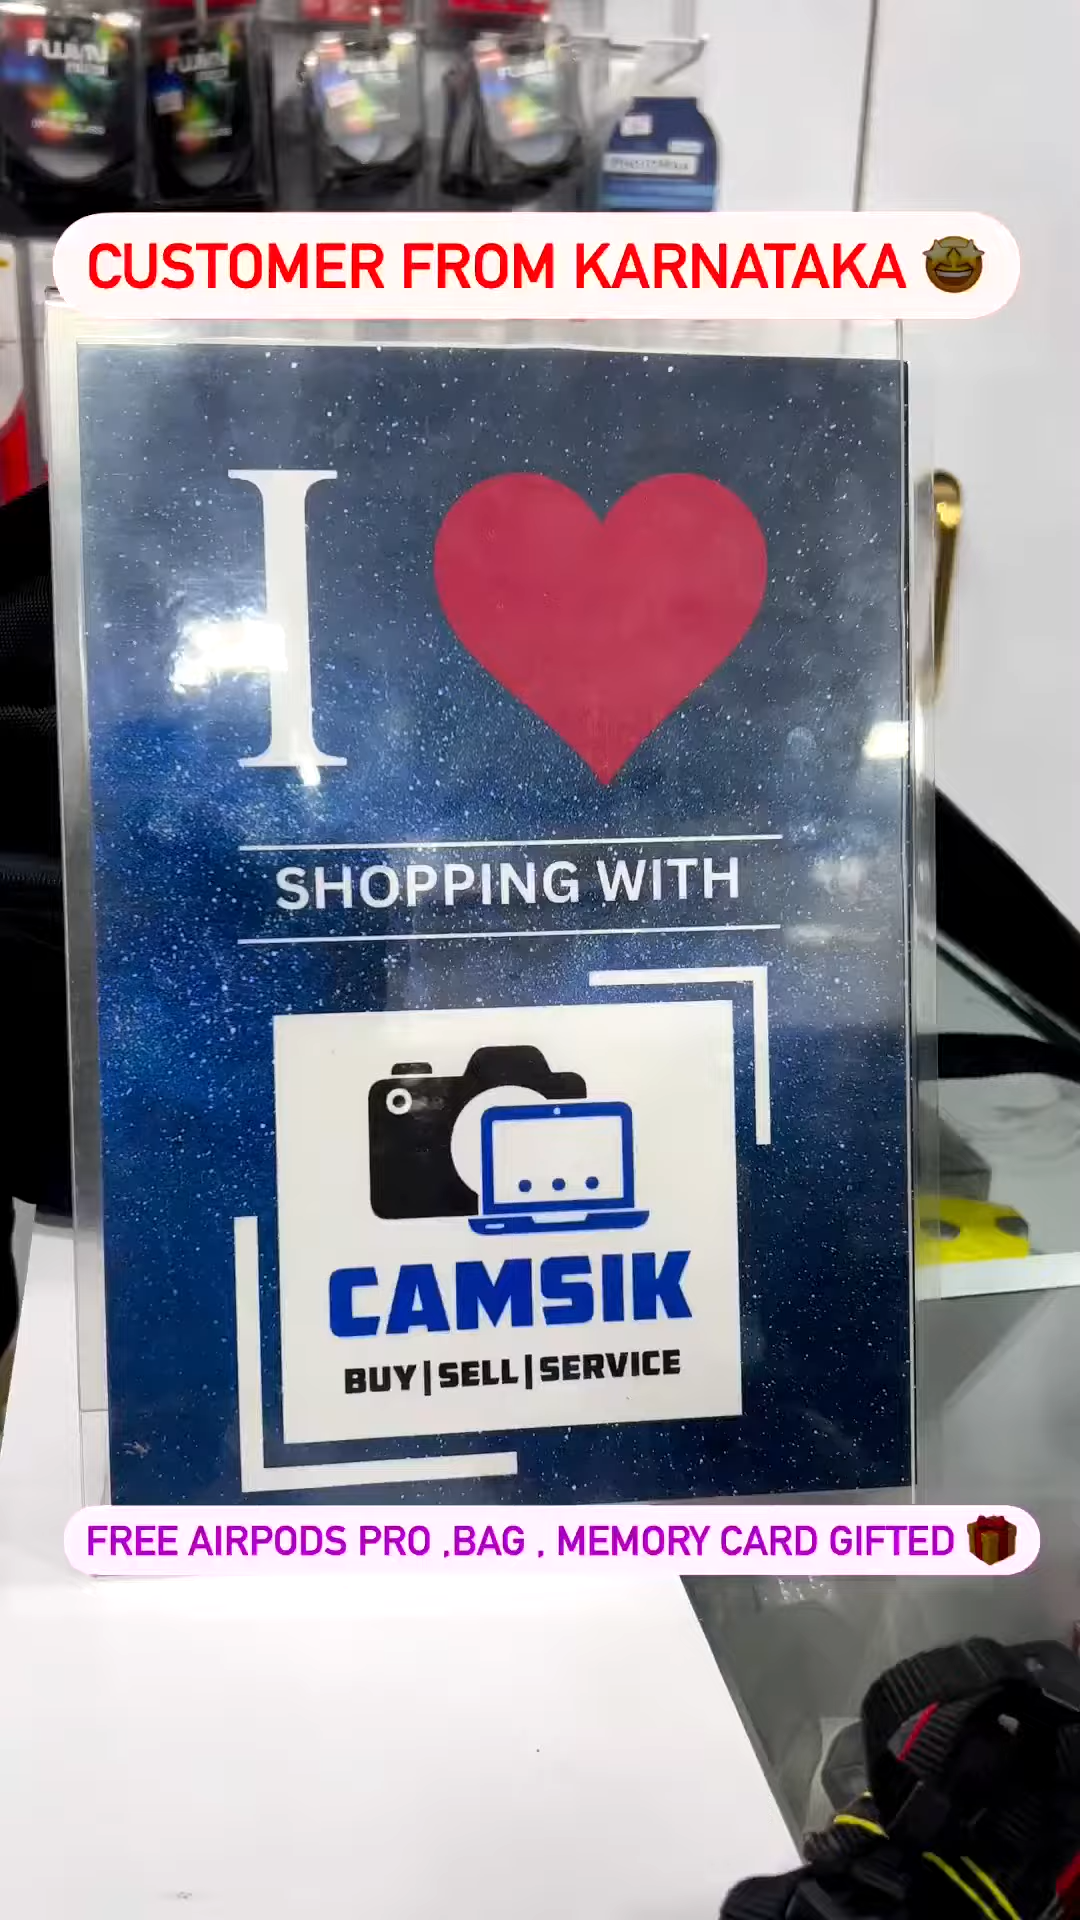 CUSTOMER FROM KARNATAKA 🤩
I ❤
SHOPPING WITH
CAMSIK
BUY|SELL|SERVICE
FREE AIRPODS PRO ,BAG , MEMORY CARD GIFTED 🎁